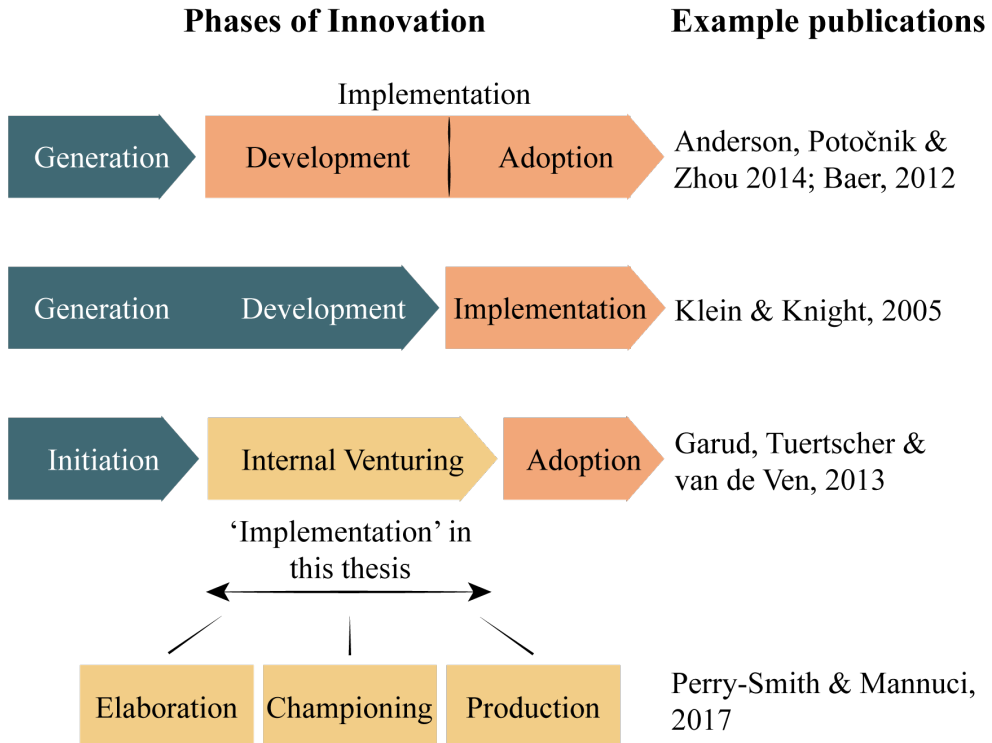 Phases of Innovation
Example publications
Implementation
Generation
Development
Adoption
Anderson, Potočnik &
Zhou 2014; Baer, 2012
Generation
Development
Implementation
Klein & Knight, 2005
Initiation
Internal Venturing
Adoption
Garud, Tuertscher &
van de Ven, 2013
‘Implementation’ in
this thesis
Elaboration
Championing
Production
Perry-Smith & Mannuci,
2017